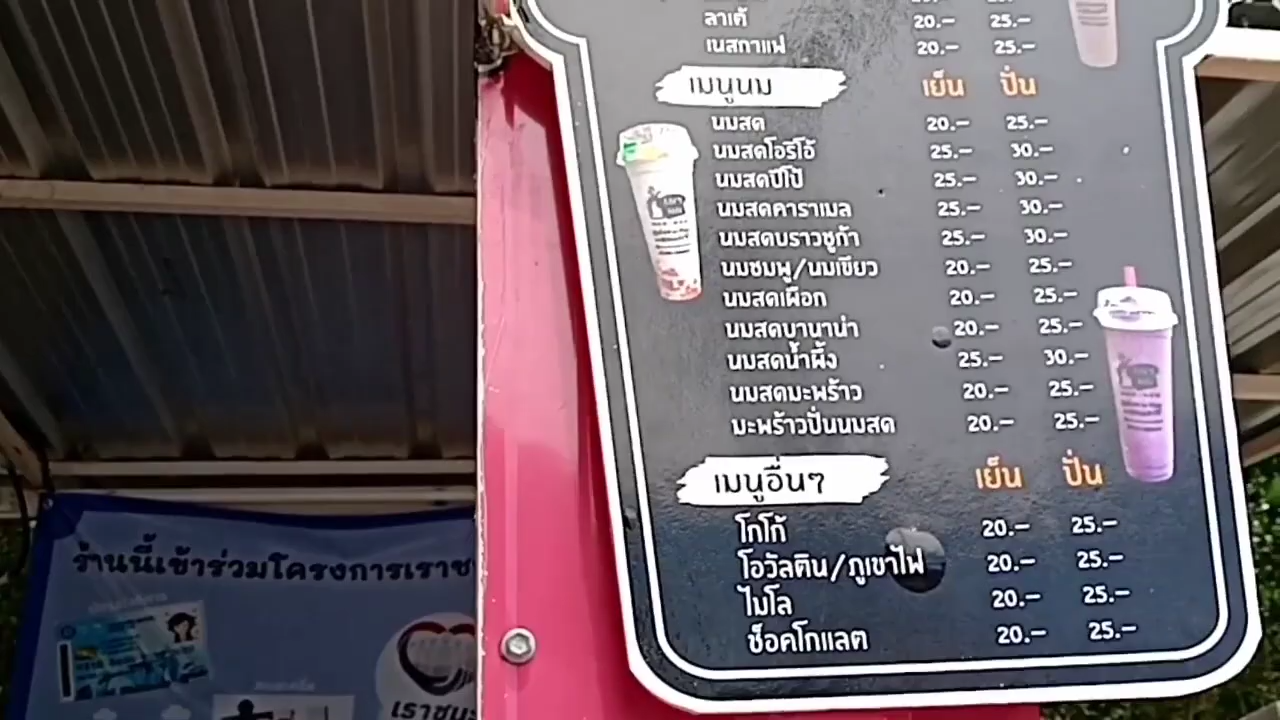 ลาเต้ 20.- 25.-
เนสกาแฟ 20.- 25.-
เมนูนม เย็น ปั่น
นมสด 20.- 25.-
นมสดโอริโอ้ 25.- 30.-
นมสดปีโป้ 25.- 30.-
นมสดคาราเมล 25.- 30.-
นมสดบราวชูก้า 25.- 30.-
นมชมพู/นมเขียว 20.- 25.-
นมสดเผือก 20.- 25.-
นมสดบานาน่า 20.- 25.-
นมสดน้ำผึ้ง 25.- 30.-
นมสดมะพร้าว 20.- 25.-
มะพร้าวปั่นนมสด 20.- 25.-
เมนูอื่นๆ เย็น ปั่น
โกโก้ 20.- 25.-
โอวัลติน/ภูเขาไฟ 20.- 25.-
ไมโล 20.- 25.-
ช็อคโกแลต 20.- 25.-
ร้านนี้เข้าร่วมโครงการเราช
เราชนะ